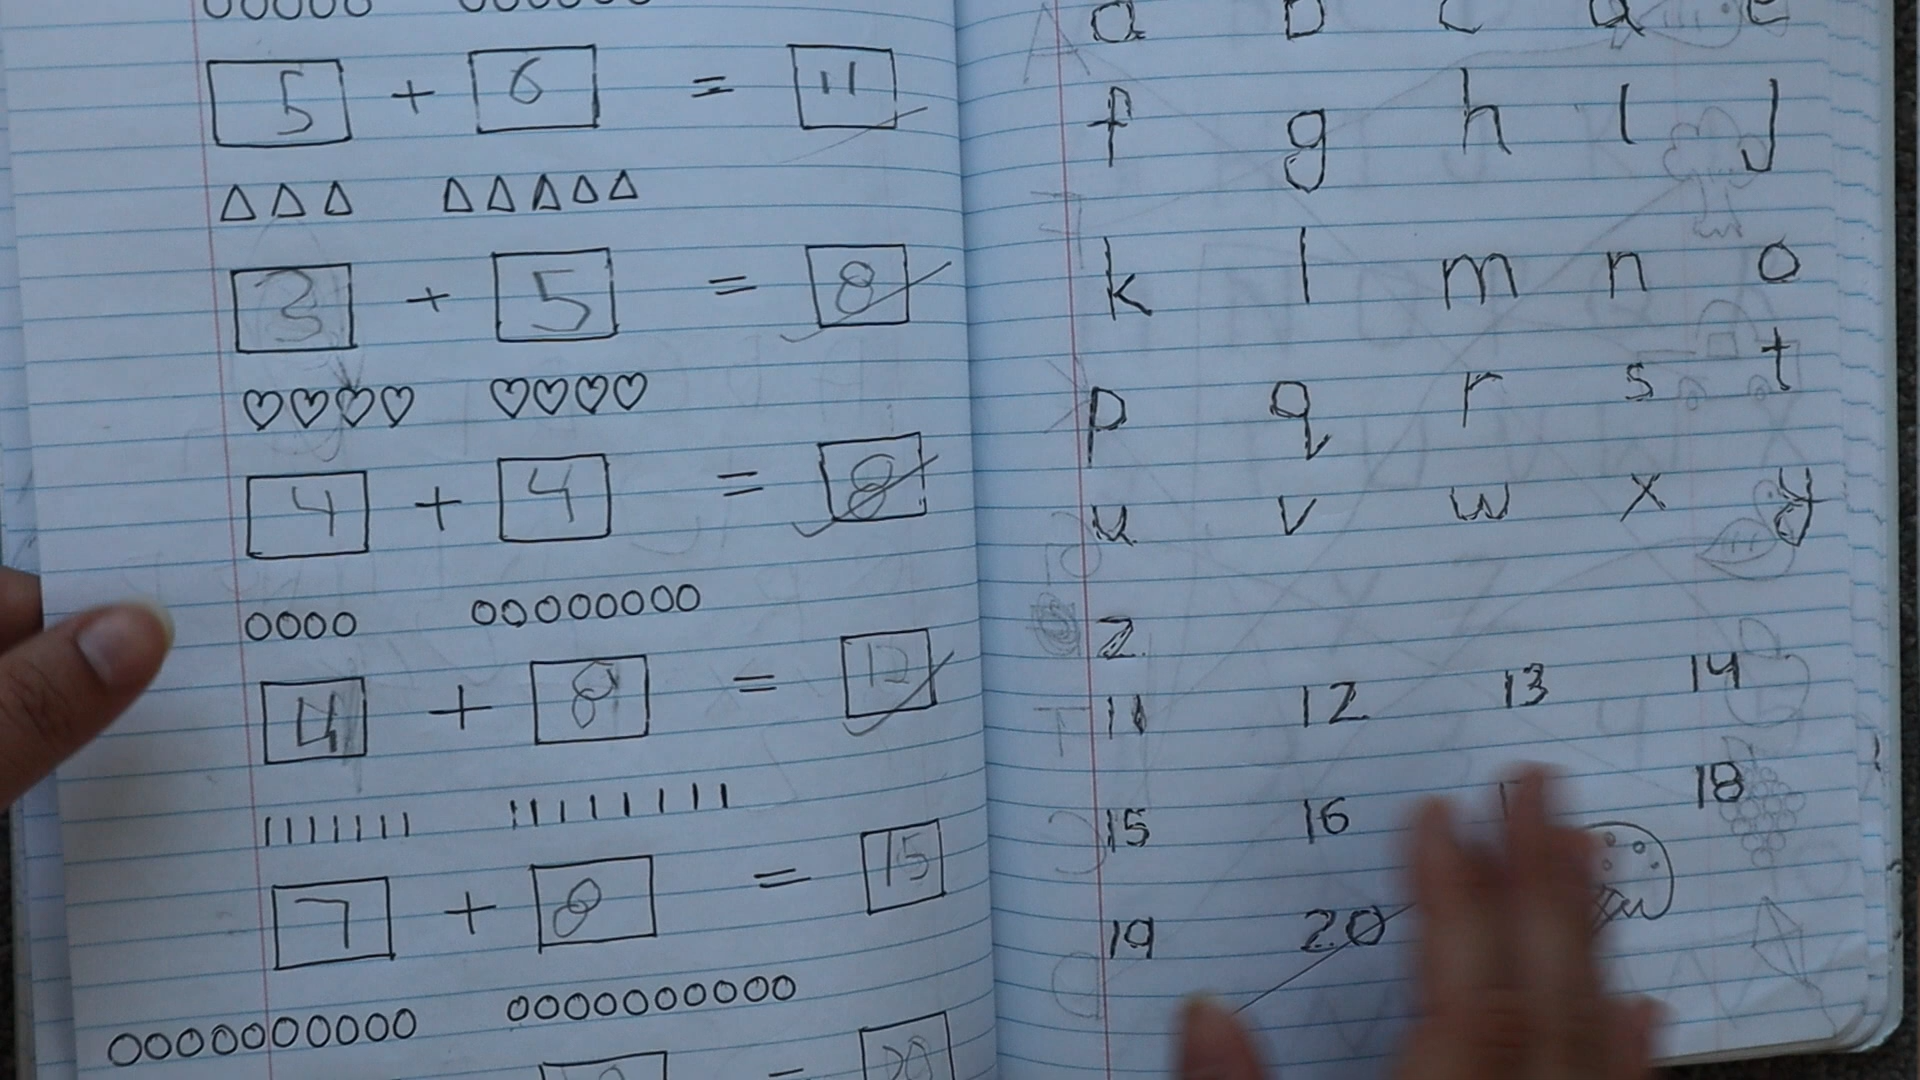 5 + 6 = 11
3 + 5 = 8
4 + 4 = 8
4 + 8 = 12
7 + 8 = 15
20
a b c d e
f g h i j
k l m n o
p q r s t
u v w x y
z
11 12 13 14
15 16 18
19 20